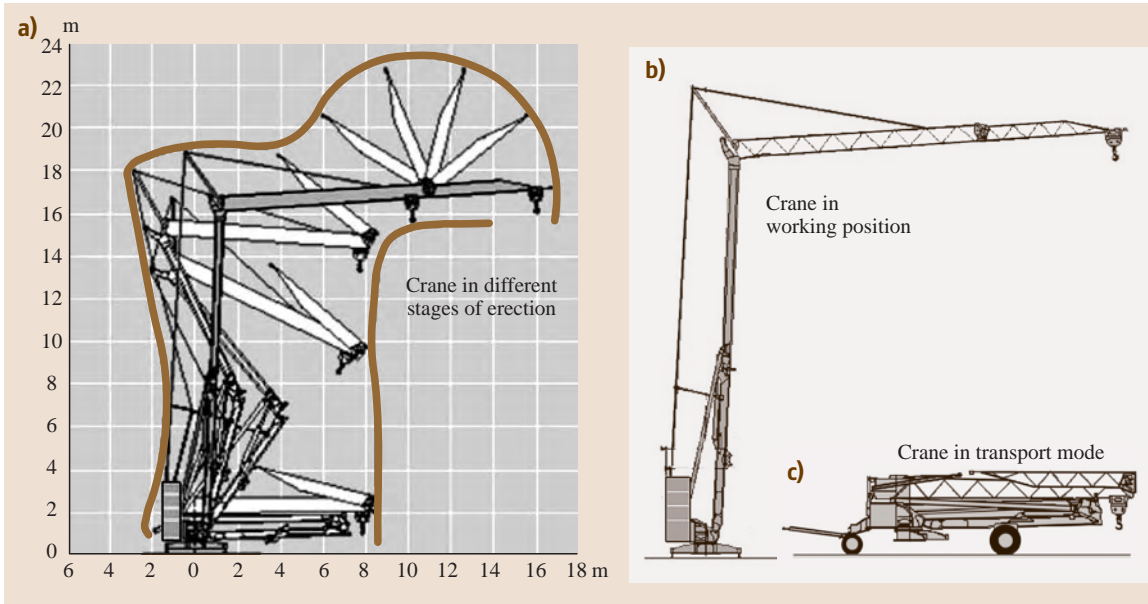 a)
m
24
22
20
18
16
14
12
10
8
6
4
2
0
6 4 2 0 2 4 6 8 10 12 14 16 18 m
Crane in different
stages of erection
b)
Crane in
working position
c)
Crane in transport mode